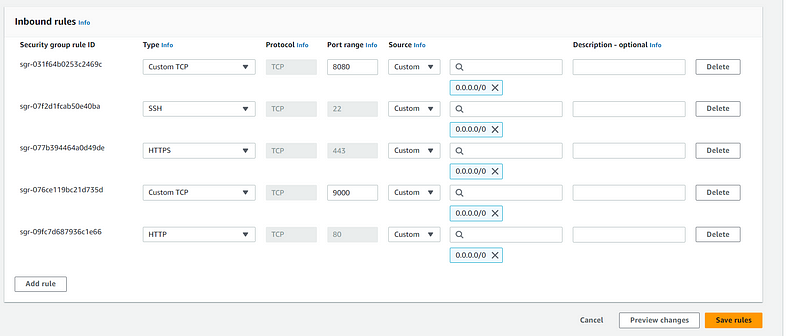 Inbound rules Info
Security group rule ID Type Info Protocol Info Port range Info Source Info Description - optional Info
sgr-031f64b0253c2469c Custom TCP TCP 8080 Custom Delete
0.0.0.0/0
sgr-07f2d1fcab50e40ba SSH TCP 22 Custom Delete
0.0.0.0/0
sgr-077b394464a0d49de HTTPS TCP 443 Custom Delete
0.0.0.0/0
sgr-076ce119bc21d735d Custom TCP TCP 9000 Custom Delete
0.0.0.0/0
sgr-09fc7d687936c1e66 HTTP TCP 80 Custom Delete
0.0.0.0/0
Add rule
Cancel Preview changes Save rules